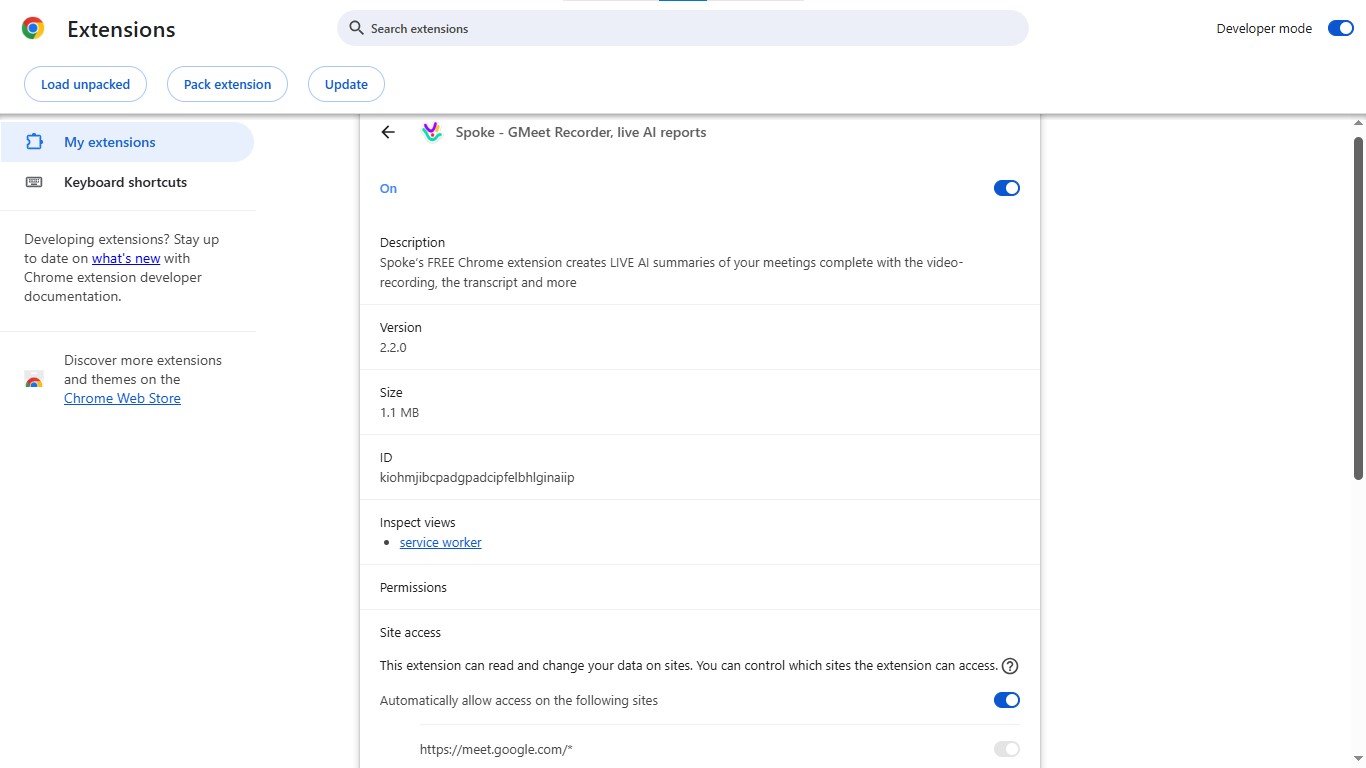 Extensions
Search extensions
Developer mode
Load unpacked
Pack extension
Update
My extensions
Keyboard shortcuts
Developing extensions? Stay up
to date on what's new with
Chrome extension developer
documentation.
Discover more extensions
and themes on the
Chrome Web Store
Spoke - GMeet Recorder, live AI reports
On
Description
Spoke’s FREE Chrome extension creates LIVE AI summaries of your meetings complete with the video-
recording, the transcript and more
Version
2.2.0
Size
1.1 MB
ID
kiohmjibcpadgpadcipfelbhlginaiip
Inspect views
• service worker
Permissions
Site access
This extension can read and change your data on sites. You can control which sites the extension can access.
Automatically allow access on the following sites
https://meet.google.com/*